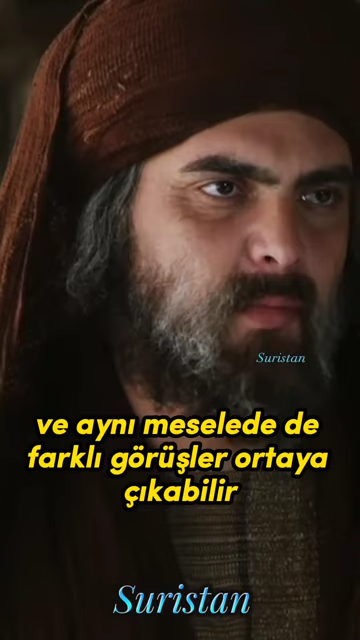 Suristan
ve aynı meselede de
farklı görüşler ortaya
çıkabilir
Suristan